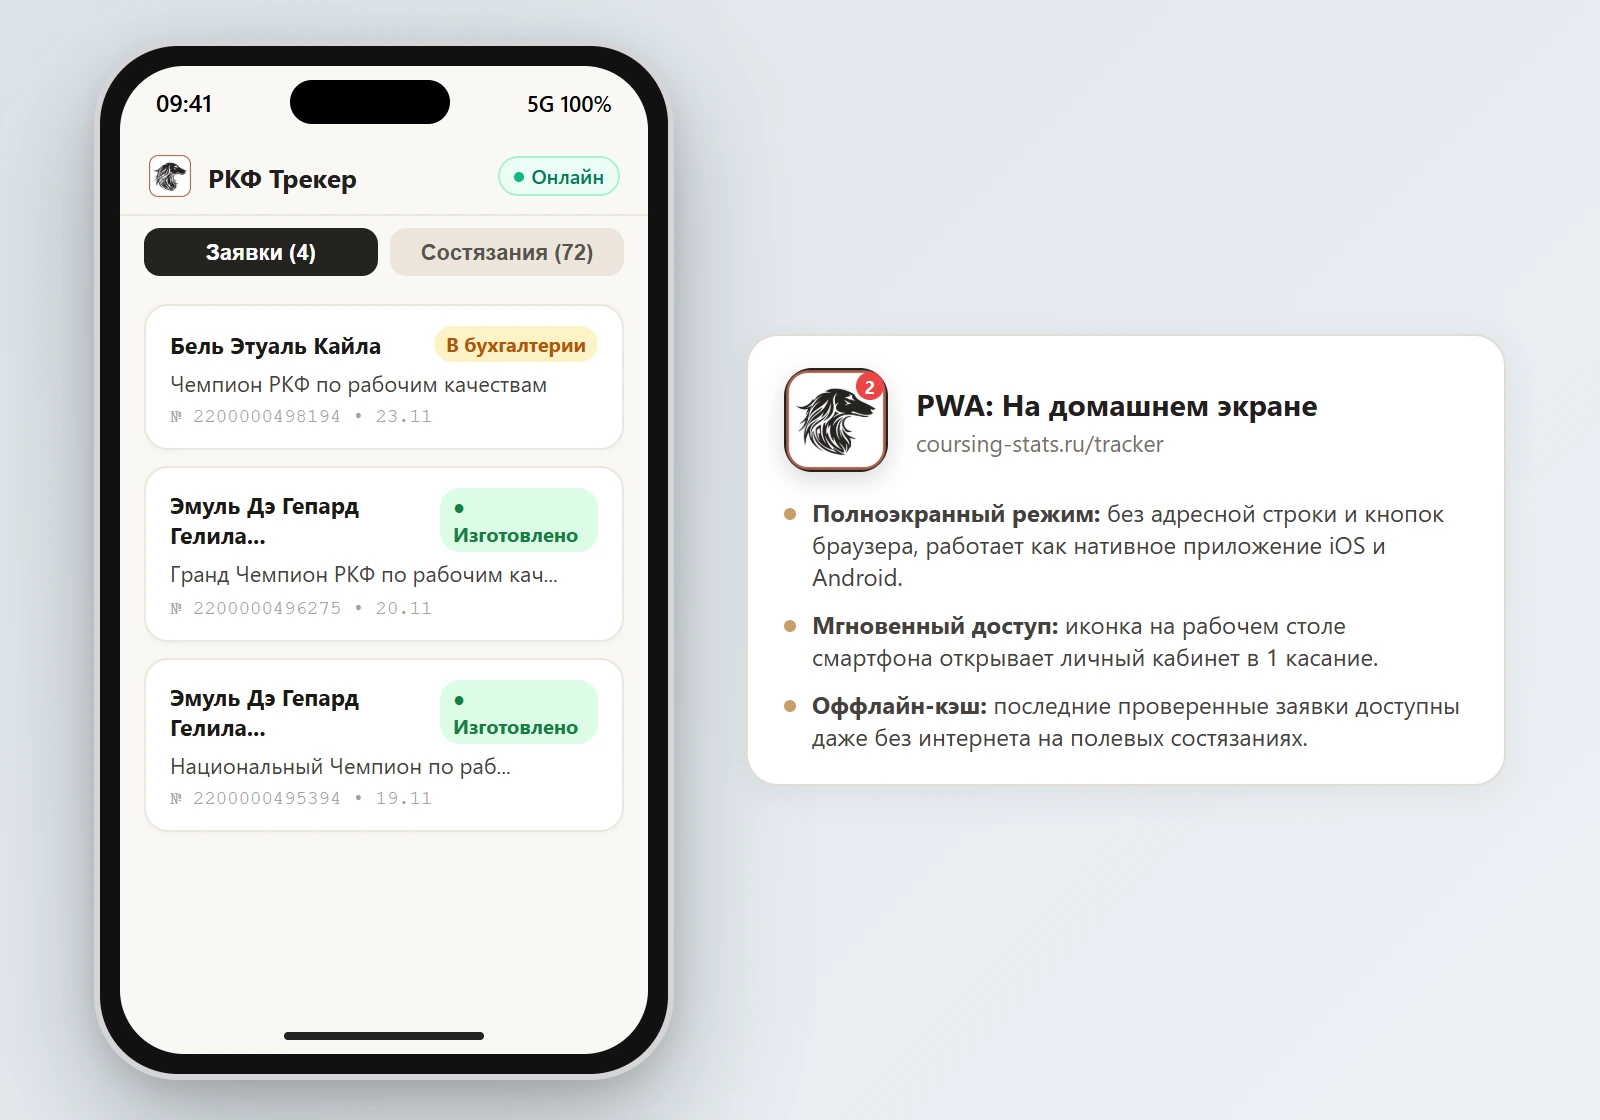 09:41
5G 100%
РКФ Трекер
Онлайн
Заявки (4)
Состязания (72)
Бель Этуаль Кайла
В бухгалтерии
Чемпион РКФ по рабочим качествам
№ 2200000498194 • 23.11
Эмуль Дэ Гепард
Гелила...
●
Изготовлено
Гранд Чемпион РКФ по рабочим кач...
№ 2200000496275 • 20.11
Эмуль Дэ Гепард
Гелила...
●
Изготовлено
Национальный Чемпион по раб...
№ 2200000495394 • 19.11
2
PWA: На домашнем экране
coursing-stats.ru/tracker
Полноэкранный режим: без адресной строки и кнопок
браузера, работает как нативное приложение iOS и
Android.
Мгновенный доступ: иконка на рабочем столе
смартфона открывает личный кабинет в 1 касание.
Оффлайн-кэш: последние проверенные заявки доступны
даже без интернета на полевых состязаниях.